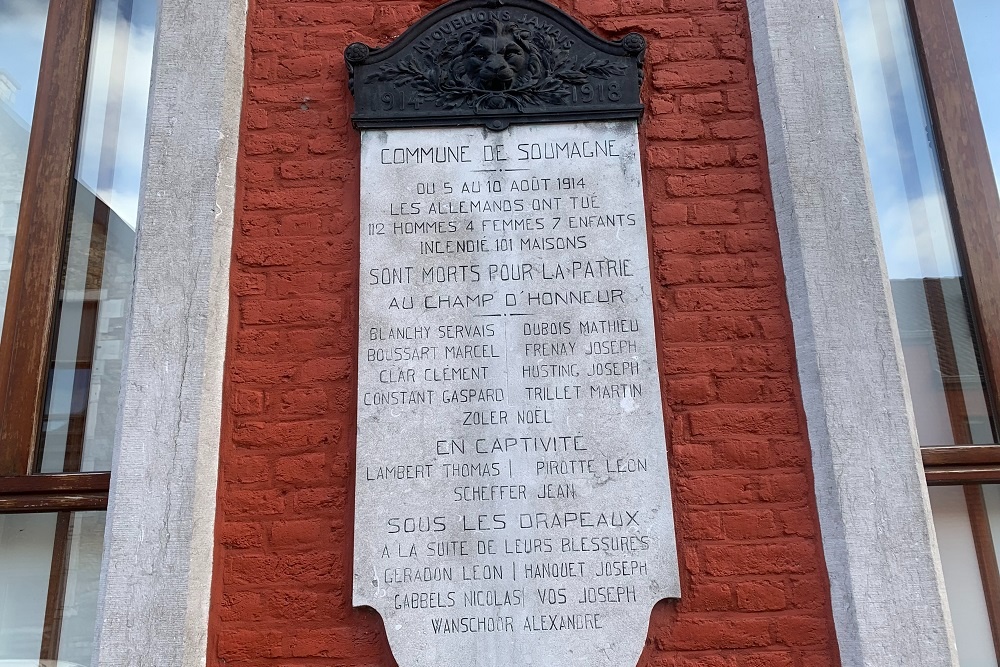 N'OUBLIONS JAMAIS
1914 1918
COMMUNE DE SOUMAGNE
DU 5 AU 10 AOÛT 1914
LES ALLEMANDS ONT TUÉ
112 HOMMES 4 FEMMES 7 ENFANTS
INCENDIÉ 101 MAISONS
SONT MORTS POUR LA PATRIE
AU CHAMP D'HONNEUR
BLANCHY SERVAIS DUBOIS MATHIEU
BOUSSART MARCEL FRENAY JOSEPH
CLAR CLÉMENT HUSTING JOSEPH
CONSTANT GASPARD TRILLET MARTIN
ZOLER NOËL
EN CAPTIVITÉ
LAMBERT THOMAS PIROTTE LÉON
SCHEFFER JEAN
SOUS LES DRAPEAUX
A LA SUITE DE LEURS BLESSURES
GÉRADON LÉON HANQUET JOSEPH
GABBELS NICOLAS VOS JOSEPH
WANSCHOOR ALEXANDRE